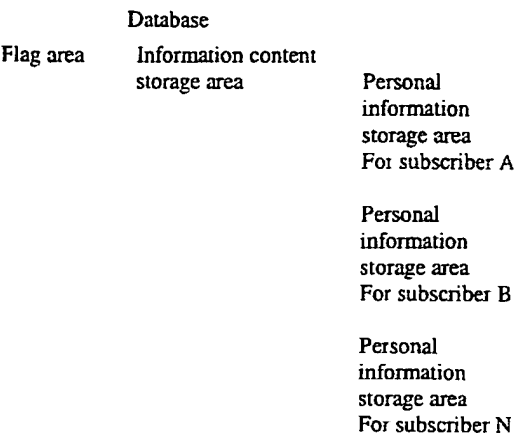 Database
Flag area
Information content
storage area
Personal
information
storage area
For subscriber A
Personal
information
storage area
For subscriber B
Personal
information
storage area
For subscriber N